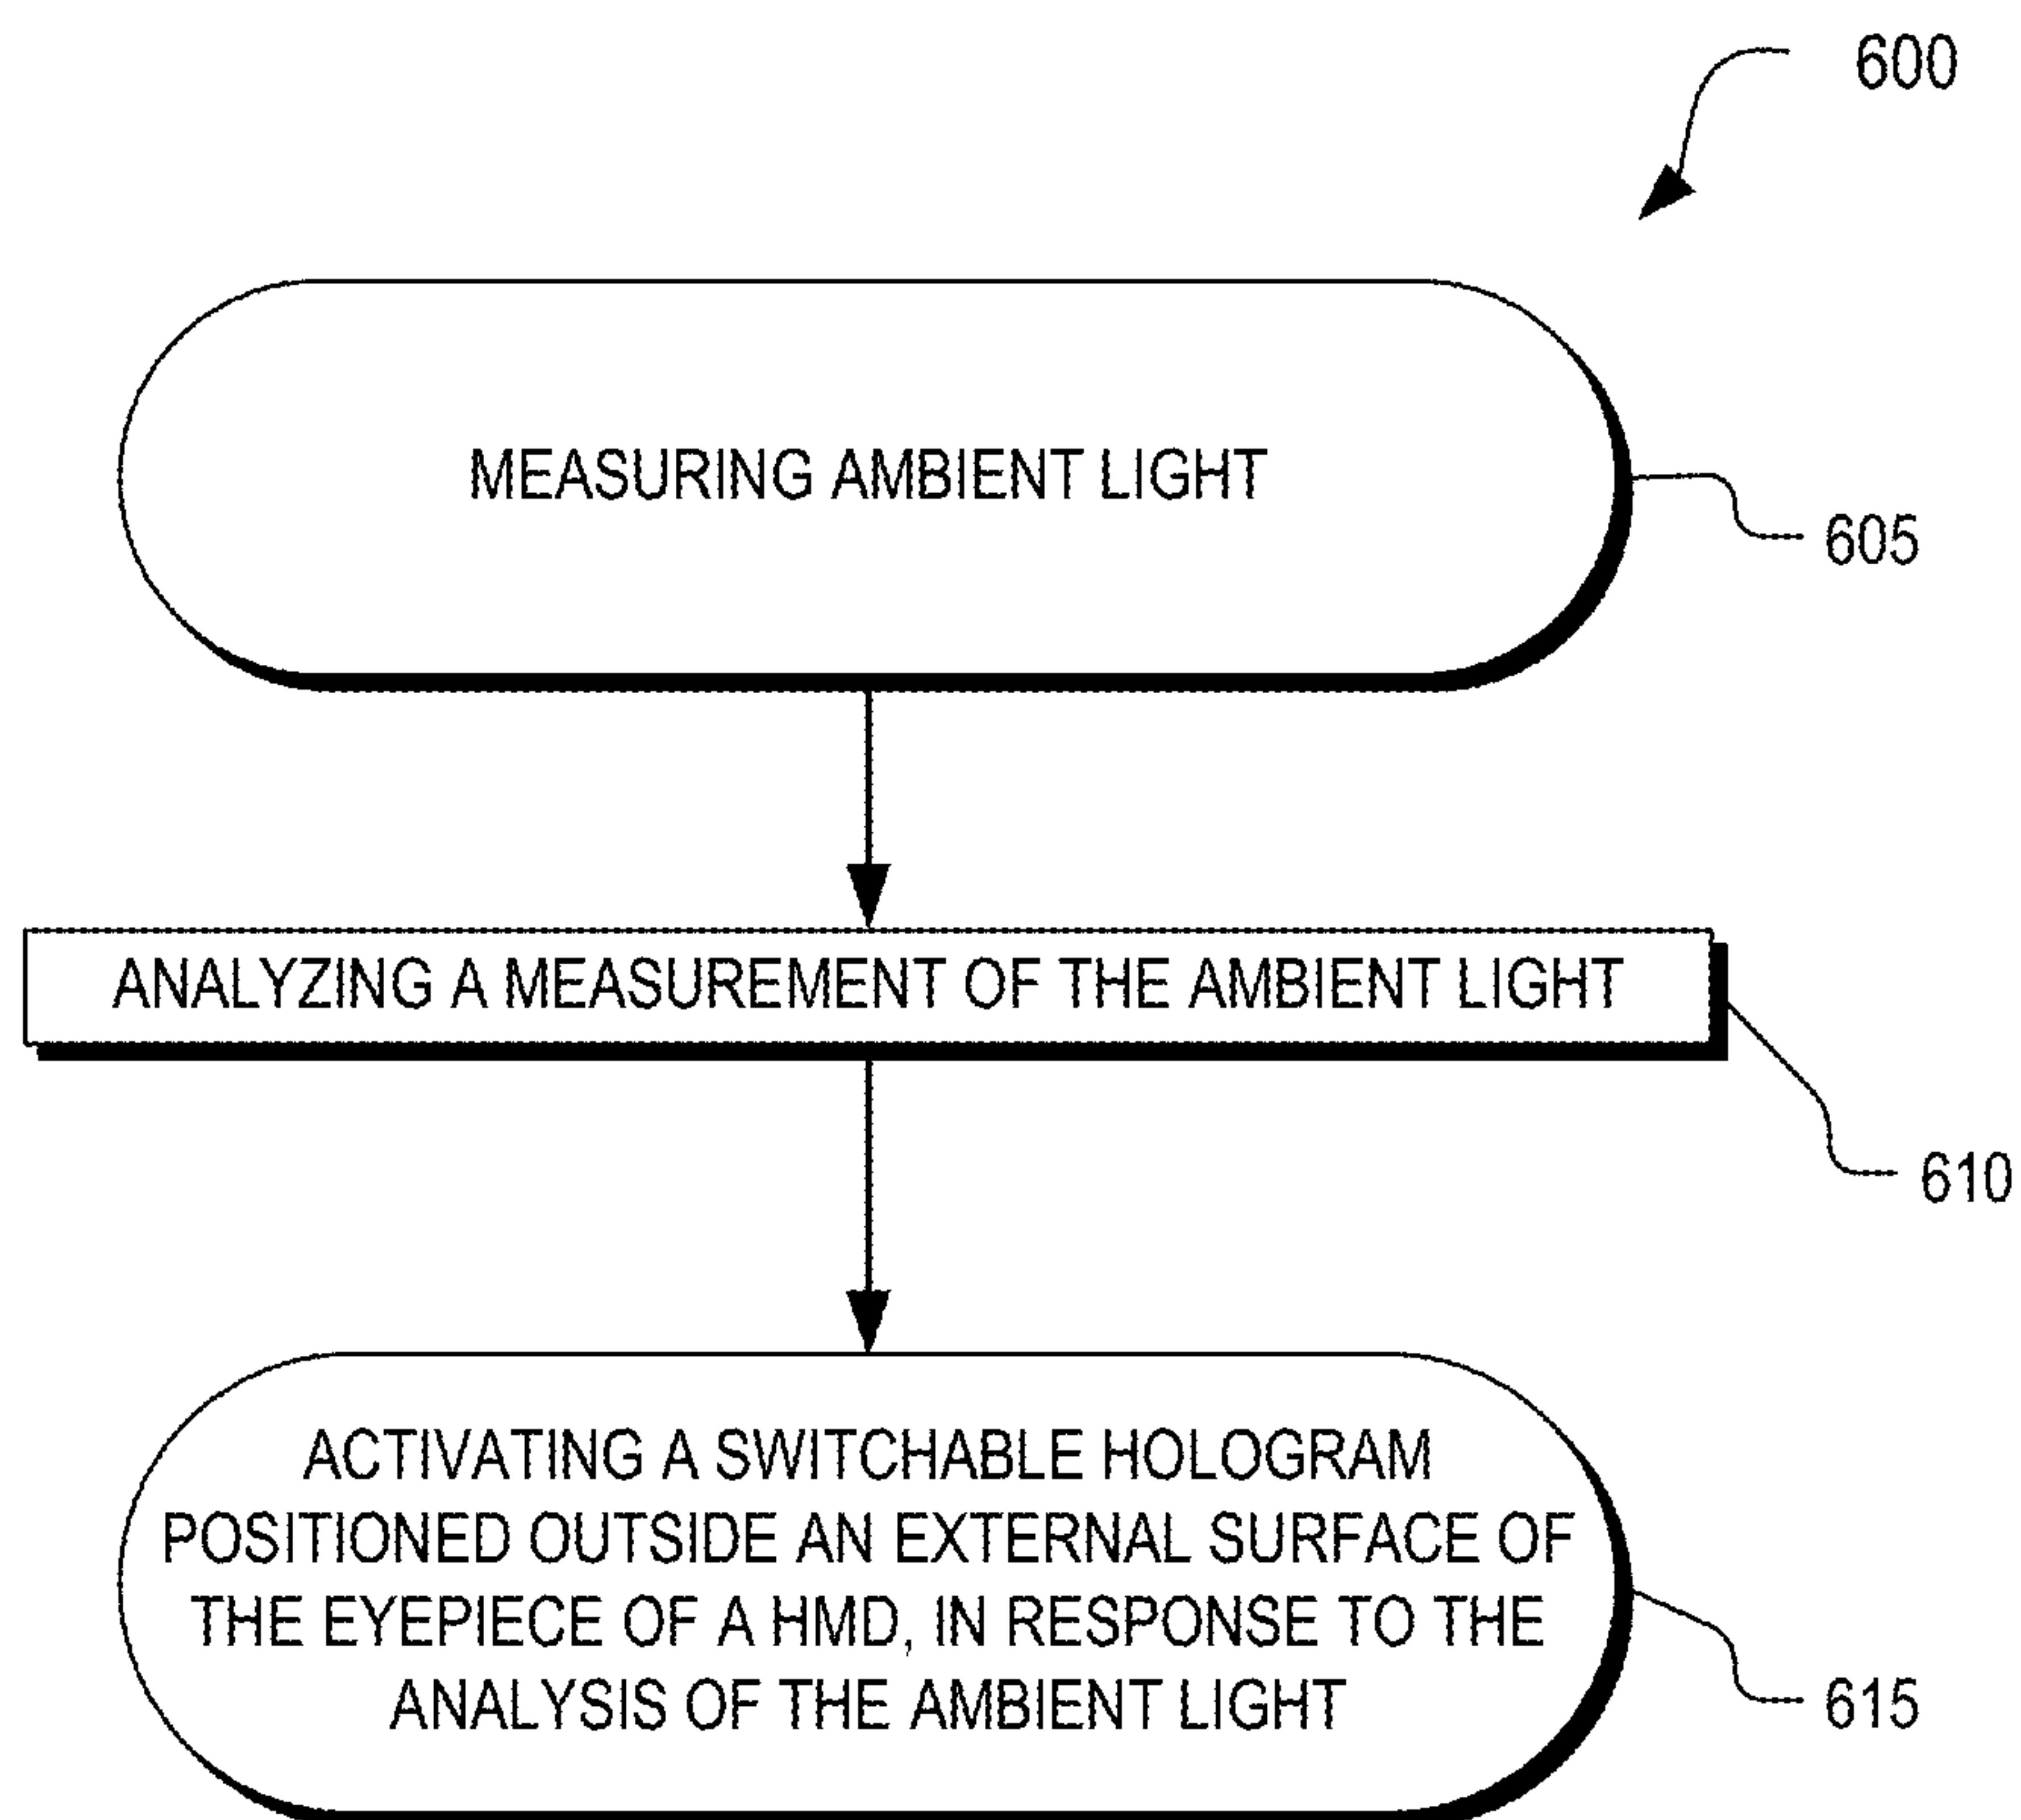 600
MEASURING AMBIENT LIGHT
605
ANALYZING A MEASUREMENT OF THE AMBIENT LIGHT
610
ACTIVATING A SWITCHABLE HOLOGRAM
POSITIONED OUTSIDE AN EXTERNAL SURFACE OF
THE EYEPIECE OF A HMD, IN RESPONSE TO THE
ANALYSIS OF THE AMBIENT LIGHT
615